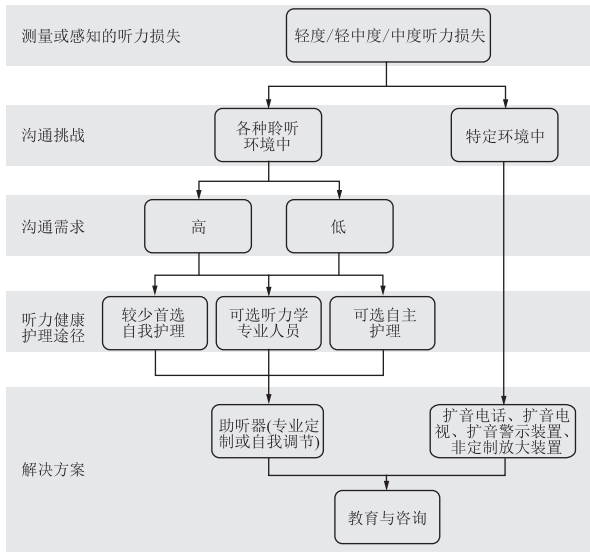 测量或感知的听力损失
轻度/轻中度/中度听力损失
沟通挑战
各种聆听
环境中
特定环境中
沟通需求
高
低
听力健康
护理途径
较少首选
自我护理
可选听力学
专业人员
可选自主
护理
解决方案
助听器(专业定
制或自我调节)
扩音电话、扩音电
视、扩音警示装置、
非定制放大装置
教育与咨询